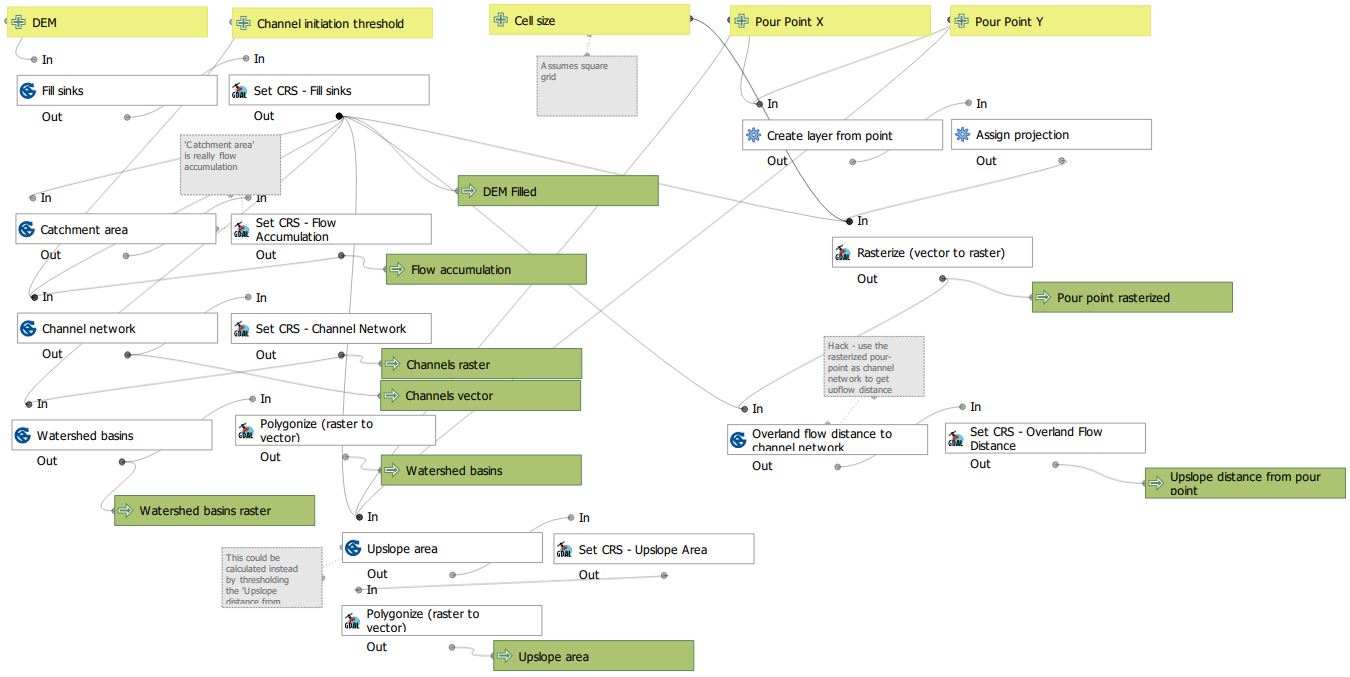 DEM
Channel initiation threshold
Cell size
Pour Point X
Pour Point Y
In
In
Assumes square
grid
Fill sinks
GDAL
Set CRS - Fill sinks
Out
Out
In
In
Create layer from point
Assign projection
Out
Out
'Catchment area'
is really flow
accumulation
DEM Filled
In
In
Catchment area
GDAL
Set CRS - Flow
Accumulation
Out
Out
In
GDAL
Rasterize (vector to raster)
Out
Flow accumulation
Pour point rasterized
In
In
Channel network
GDAL
Set CRS - Channel Network
Out
Out
Channels raster
Channels vector
Hack - use the
rasterized pour-
point as channel
network to get
upflow distance
In
In
Watershed basins
GDAL
Polygonize (raster to
vector)
Out
Out
Watershed basins
Watershed basins raster
In
In
Overland flow distance to
channel network
GDAL
Set CRS - Overland Flow
Distance
Out
Out
Upslope distance from pour
point
In
In
Upslope area
GDAL
Set CRS - Upslope Area
Out
Out
This could be
calculated instead
by thresholding
the 'Upslope
distance from
In
GDAL
Polygonize (raster to
vector)
Out
Upslope area